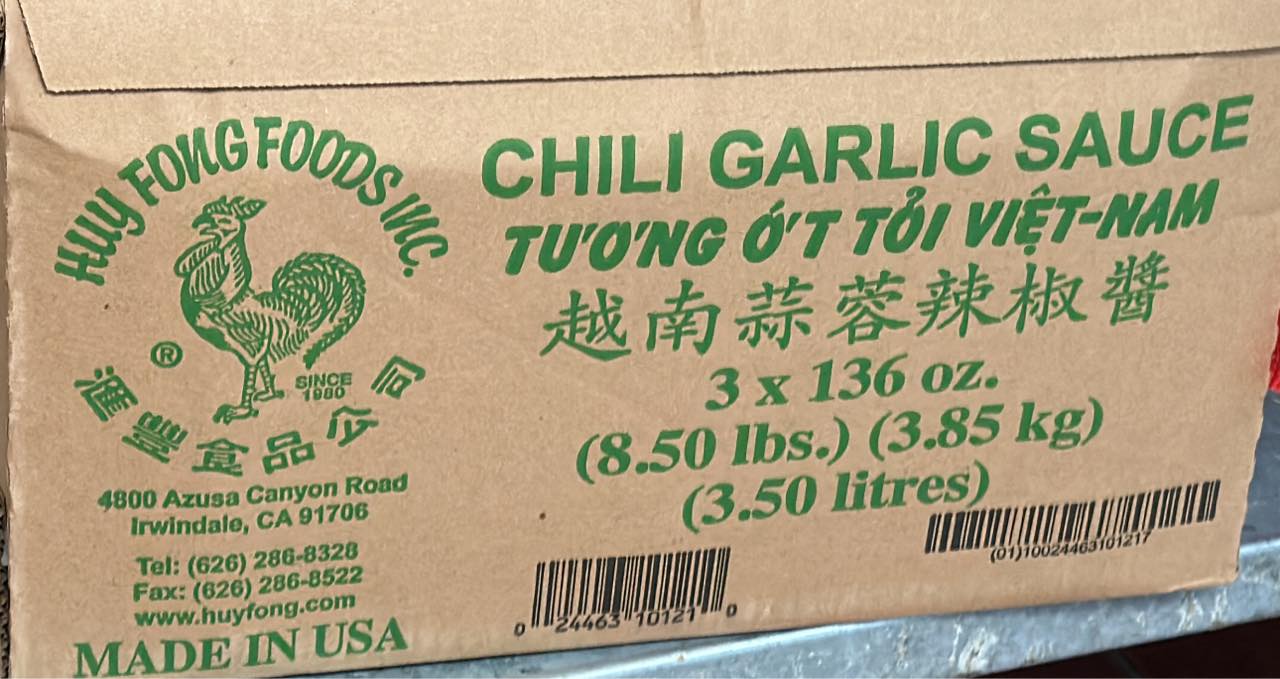 HUY FONG FOODS INC.
®
SINCE
1980
匯豐食品公司
4800 Azusa Canyon Road
Irwindale, CA 91706
Tel: (626) 286-8328
Fax: (626) 286-8522
www.huyfong.com
MADE IN USA
CHILI GARLIC SAUCE
TƯƠNG ỚT TỎI VIỆT-NAM
越南蒜蓉辣椒醬
3 x 136 oz.
(8.50 lbs.) (3.85 kg)
(3.50 litres)
0 24463 10121 0
(01)10024463101217